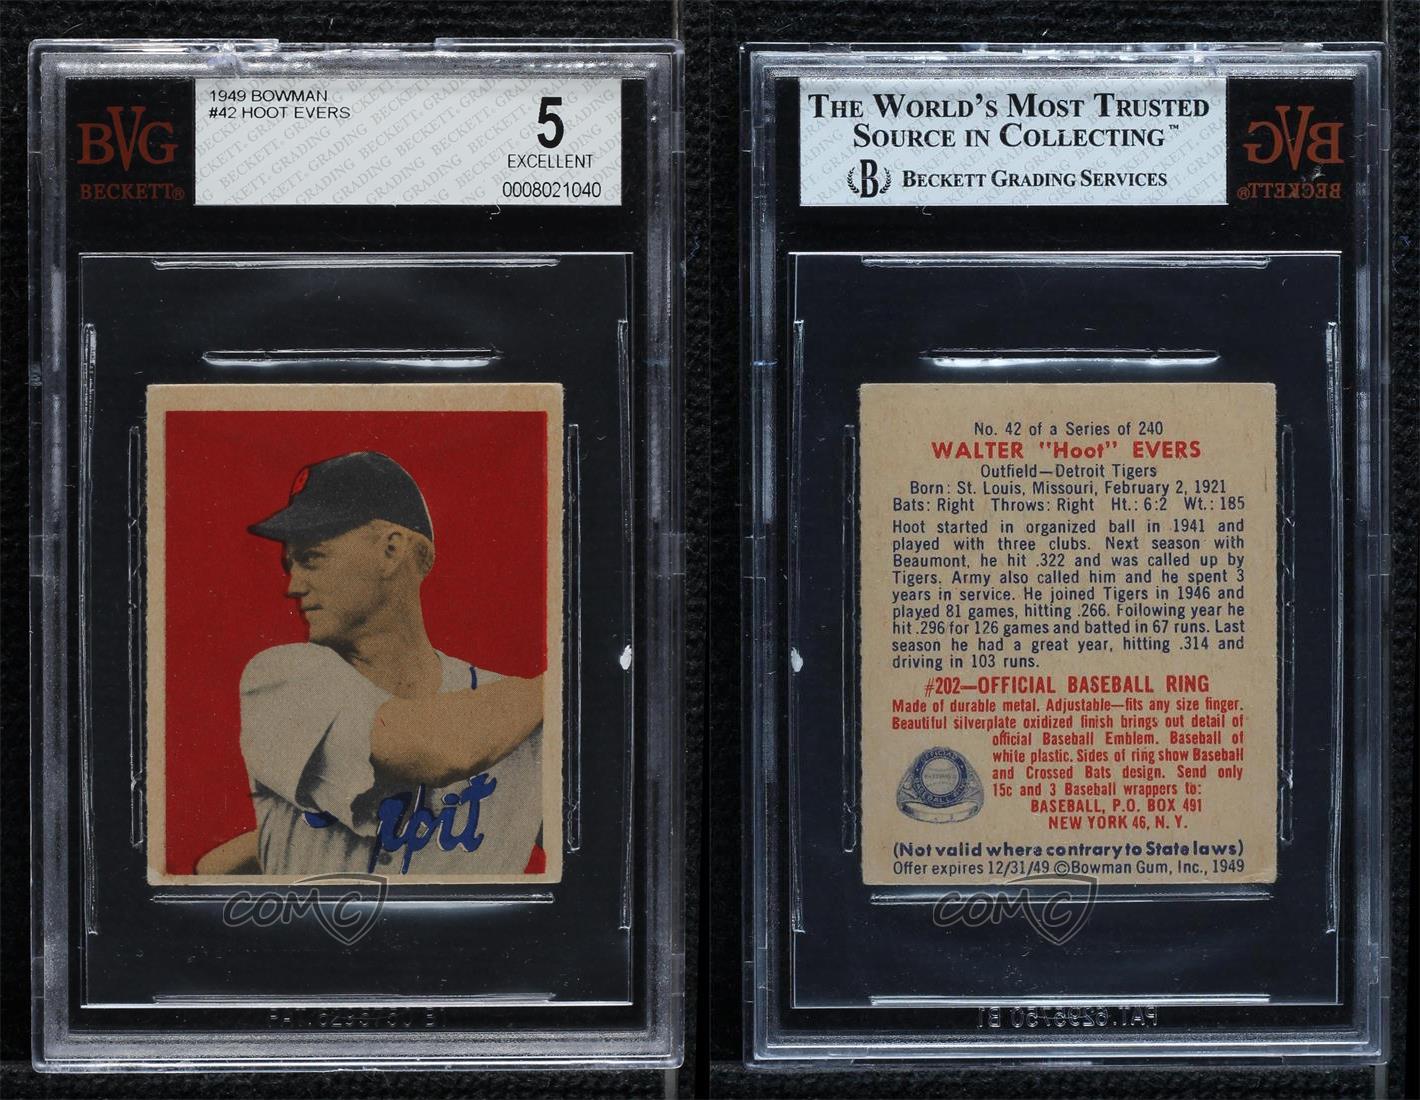 BVG
BECKETT®
1949 BOWMAN
#42 HOOT EVERS
5
EXCELLENT
0008021040
roit
COMC
PAT. 6293750 B1
THE WORLD'S MOST TRUSTED
SOURCE IN COLLECTING™
B BECKETT GRADING SERVICES
BVG
BECKETT®
No. 42 of a Series of 240
WALTER "Hoot" EVERS
Outfield—Detroit Tigers
Born: St. Louis, Missouri, February 2, 1921
Bats: Right Throws: Right Ht.: 6:2 Wt.: 185
Hoot started in organized ball in 1941 and
played with three clubs. Next season with
Beaumont, he hit .322 and was called up by
Tigers. Army also called him and he spent 3
years in service. He joined Tigers in 1946 and
played 81 games, hitting .266. Following year he
hit .296 for 126 games and batted in 67 runs. Last
season he had a great year, hitting .314 and
driving in 103 runs.
#202—OFFICIAL BASEBALL RING
Made of durable metal. Adjustable—fits any size finger.
Beautiful silverplate oxidized finish brings out detail of
official Baseball Emblem. Baseball of
white plastic. Sides of ring show Baseball
and Crossed Bats design. Send only
15c and 3 Baseball wrappers to:
BASEBALL, P.O. BOX 491
NEW YORK 46, N. Y.
(Not valid where contrary to State laws)
Offer expires 12/31/49 ©Bowman Gum, Inc., 1949
COMC
PAT. 6293750 B1